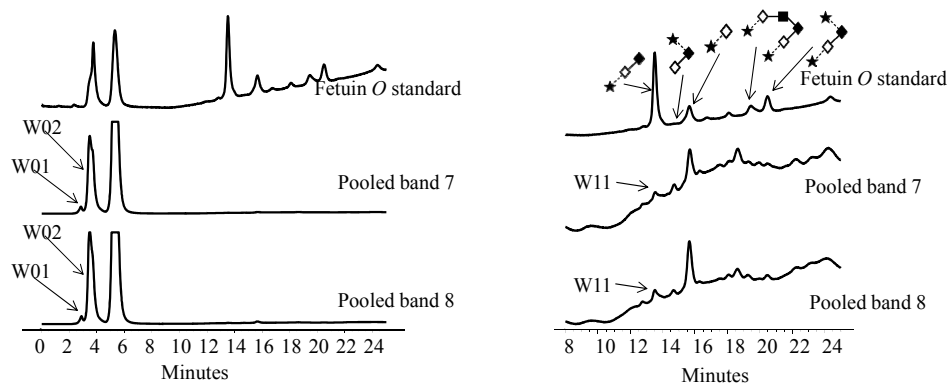 Fetuin O standard
W02
W01
Pooled band 7
W02
W01
Pooled band 8
0 2 4 6 8 10 12 14 16 18 20 22 24
Minutes
Fetuin O standard
W11
Pooled band 7
W11
Pooled band 8
8 10 12 14 16 18 20 22 24
Minutes